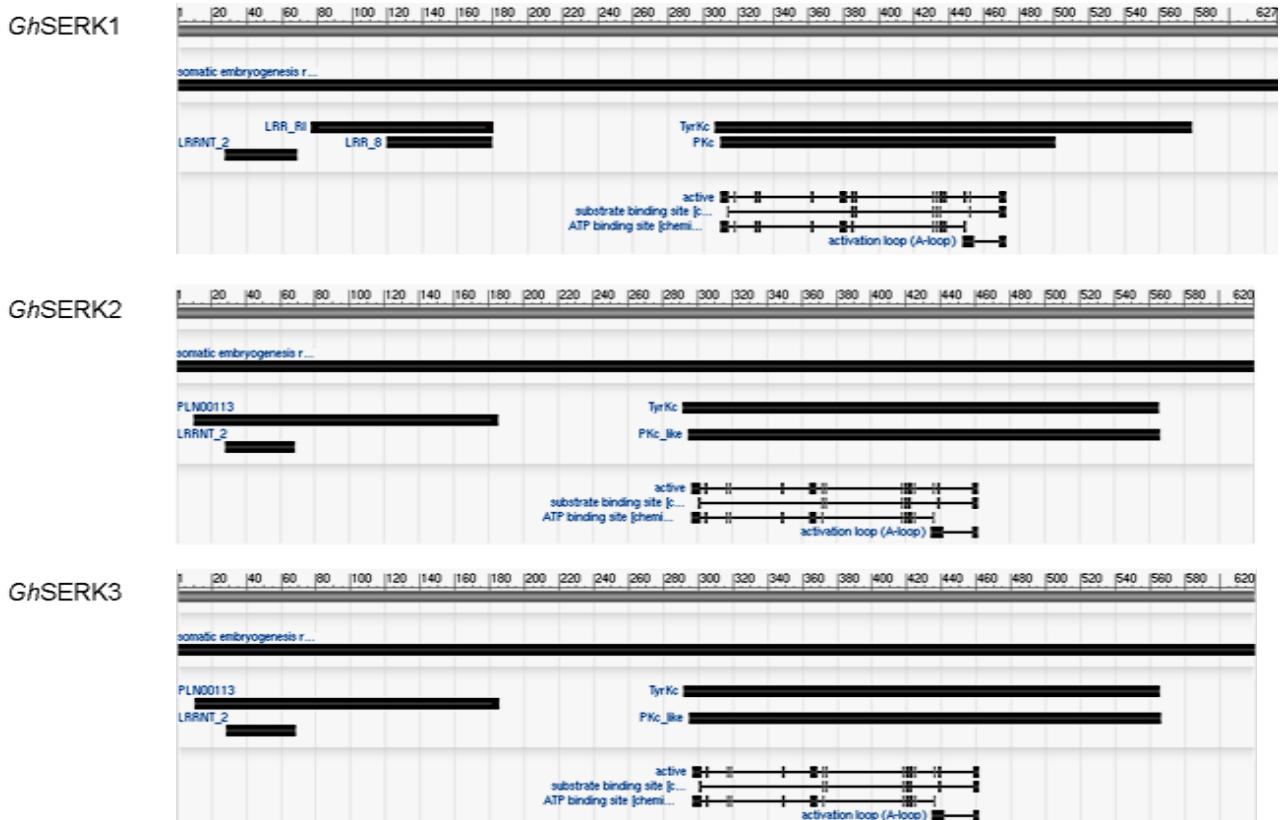 GhSERK1
1 20 40 60 80 100 120 140 160 180 200 220 240 260 280 300 320 340 360 380 400 420 440 460 480 500 520 540 560 580 627
somatic embryogenesis r...
LRR_RI TyrKc
LRRNT_2 LRR_8 PKc
active
substrate binding site [c...
ATP binding site [chemi...
activation loop (A-loop)
GhSERK2
1 20 40 60 80 100 120 140 160 180 200 220 240 260 280 300 320 340 360 380 400 420 440 460 480 500 520 540 560 580 620
somatic embryogenesis r...
PLN00113 TyrKc
LRRNT_2 PKc_like
active
substrate binding site [c...
ATP binding site [chemi...
activation loop (A-loop)
GhSERK3
1 20 40 60 80 100 120 140 160 180 200 220 240 260 280 300 320 340 360 380 400 420 440 460 480 500 520 540 560 580 620
somatic embryogenesis r...
PLN00113 TyrKc
LRRNT_2 PKc_like
active
substrate binding site [c...
ATP binding site [chemi...
activation loop (A-loop)